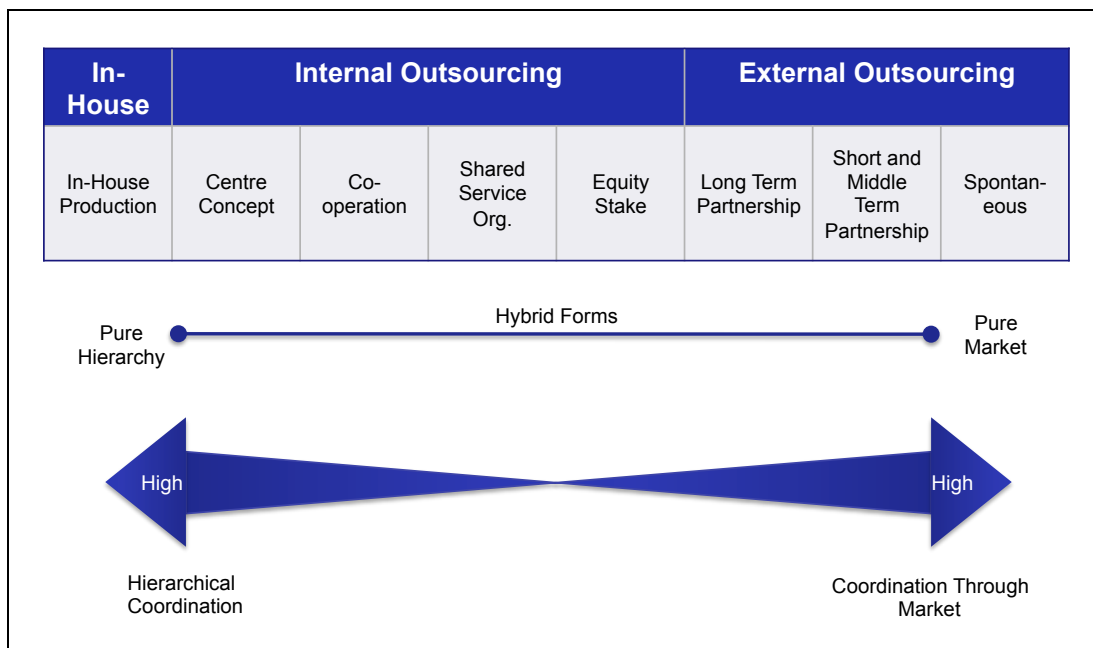 In-
House
Internal Outsourcing
External Outsourcing
In-House
Production
Centre
Concept
Co-
operation
Shared
Service
Org.
Equity
Stake
Long Term
Partnership
Short and
Middle
Term
Partnership
Spontan-
eous
Hybrid Forms
Pure
Hierarchy
Pure
Market
High
High
Hierarchical
Coordination
Coordination Through
Market